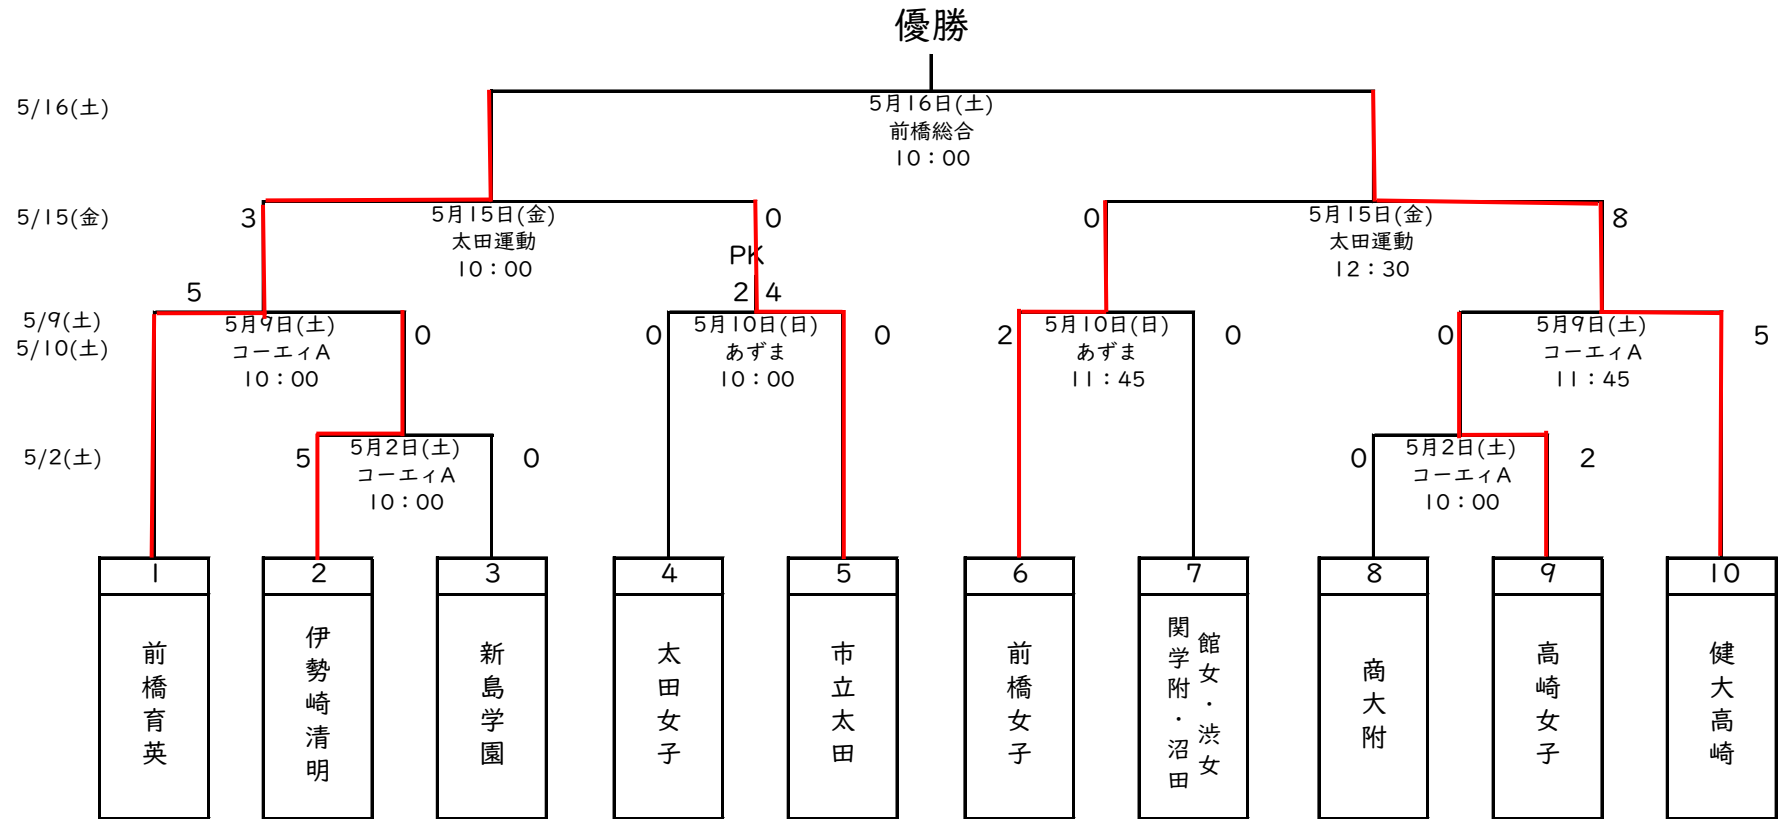 優勝
5/16(土)
5月16日(土)
前橋総合
10：00
5/15(金)
3
5月15日(金)
太田運動
10：00
0
0
5月15日(金)
太田運動
12：30
8
PK
2 4
5
5/9(土)
5/10(土)
5月9日(土)
コーエィA
10：00
0
0
5月10日(日)
あずま
10：00
0
2
5月10日(日)
あずま
11：45
0
0
5月9日(土)
コーエィA
11：45
5
5/2(土)
5
5月2日(土)
コーエィA
10：00
0
0
5月2日(土)
コーエィA
10：00
2
1
2
3
4
5
6
7
8
9
10
前橋育英
伊勢崎清明
新島学園
太田女子
市立太田
前橋女子
館女・渋女
関学附・沼田
商大附
高崎女子
健大高崎